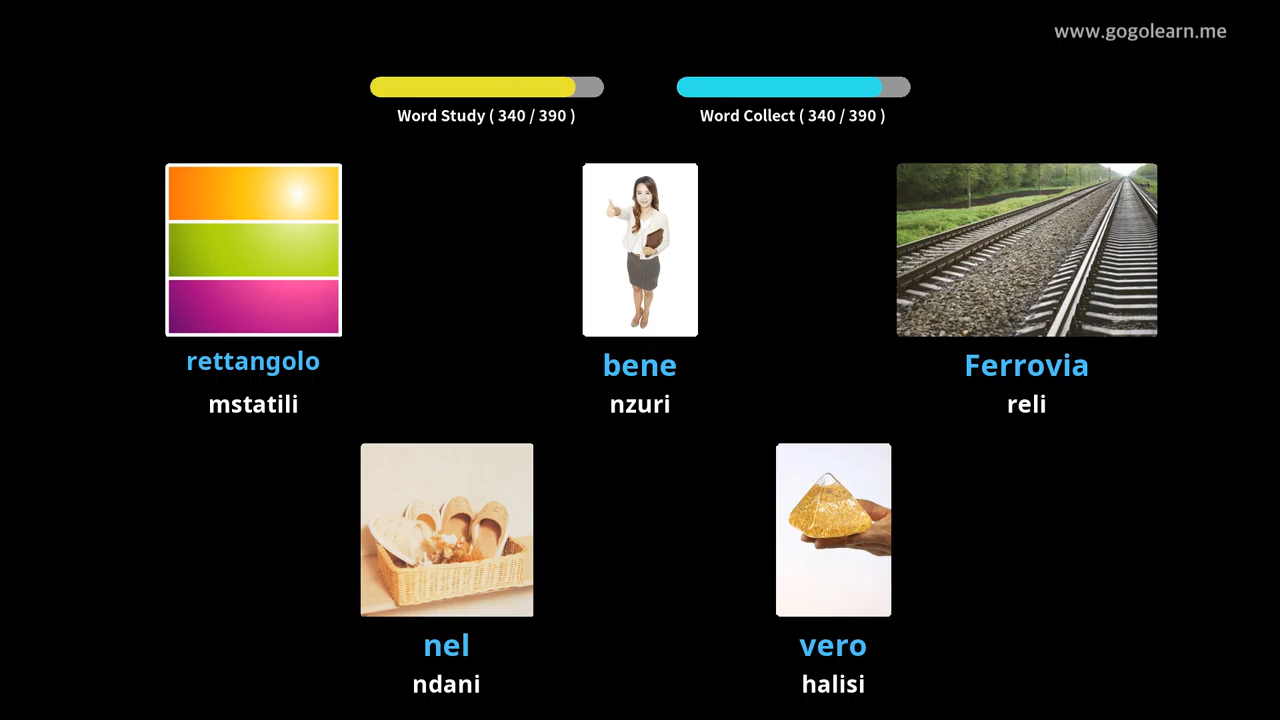 www.gogolearn.me
Word Study ( 340 / 390 )
Word Collect ( 340 / 390 )
rettangolo
mstatili
bene
nzuri
Ferrovia
reli
nel
ndani
vero
halisi